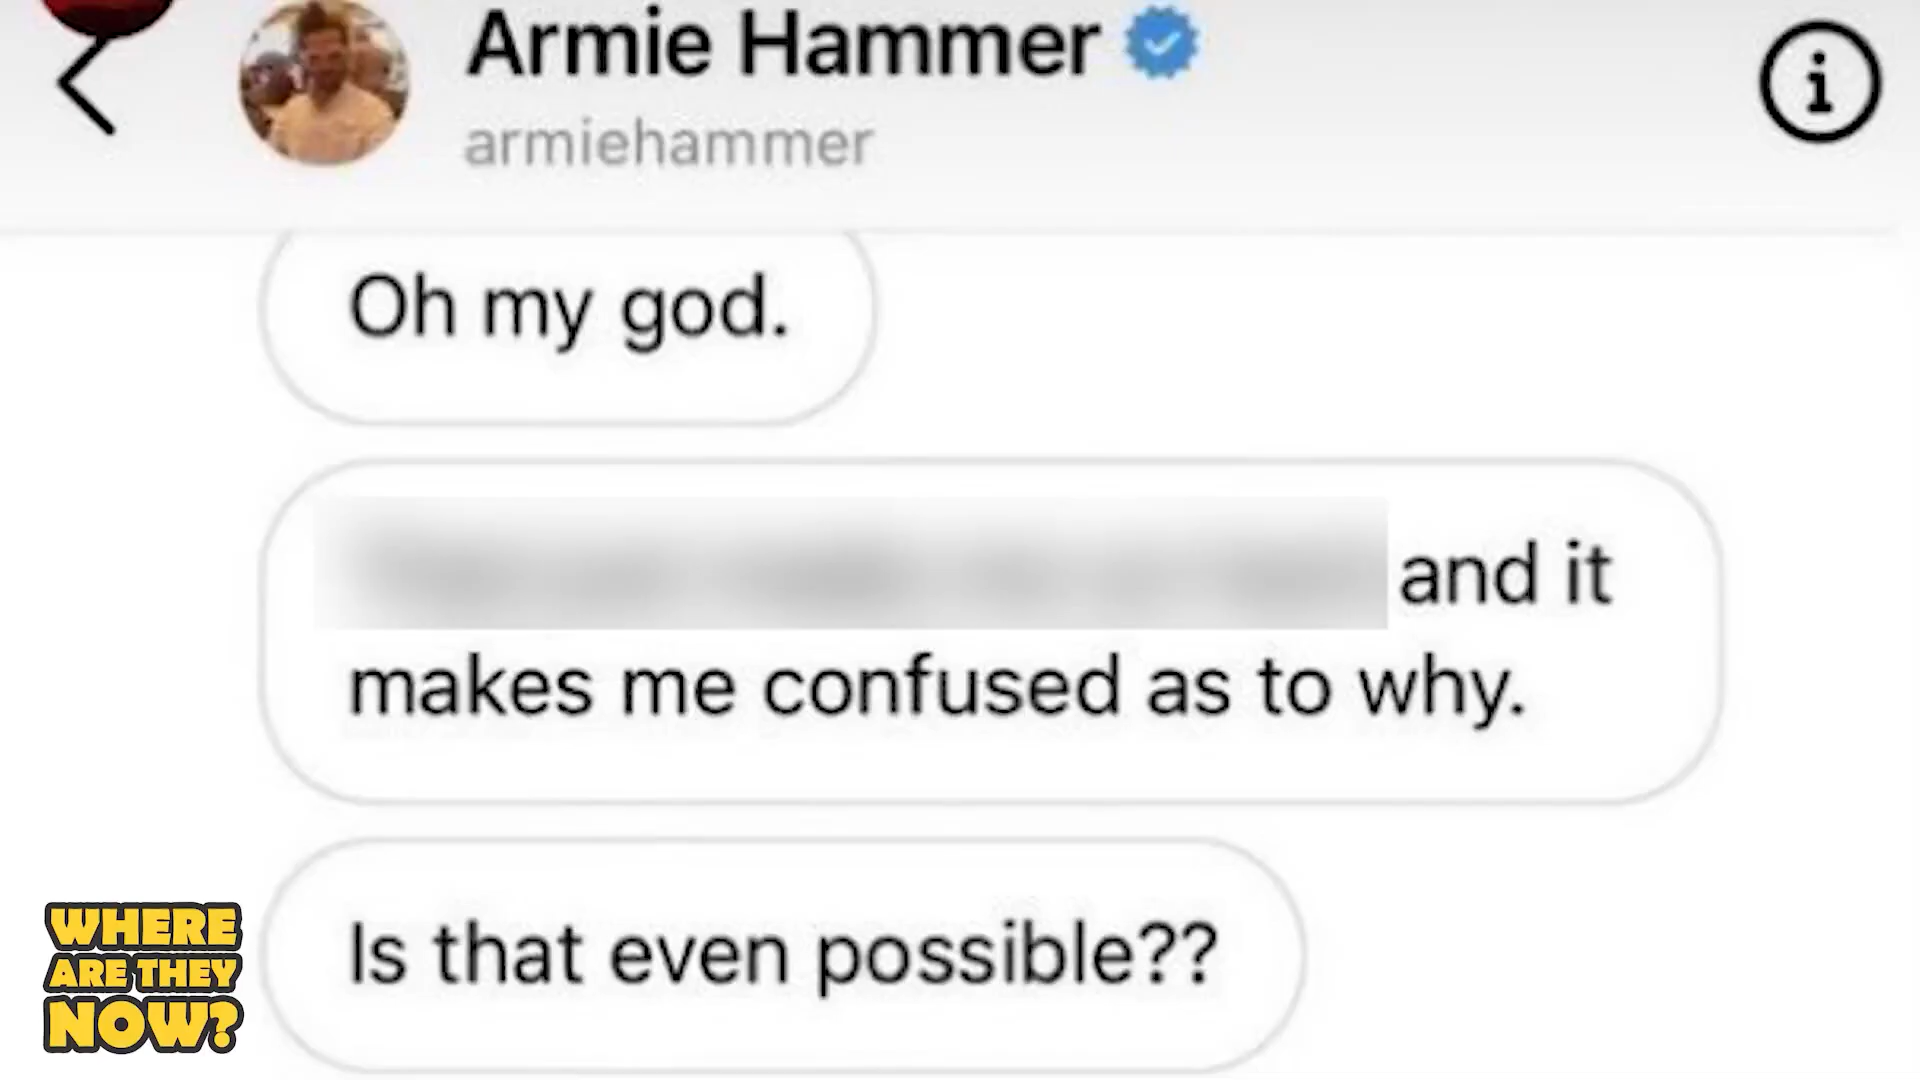 Armie Hammer
armiehammer
Oh my god.
and it
makes me confused as to why.
Is that even possible??
WHERE
ARE THEY
NOW?